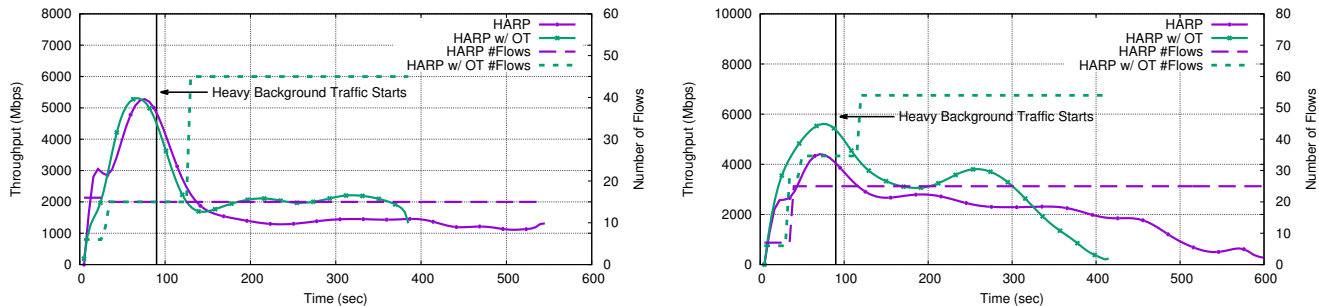 8000
7000
6000
5000
4000
3000
2000
1000
0
Throughput (Mbps)
0 100 200 300 400 500 600
Time (sec)
60
50
40
30
20
10
0
Number of Flows
HARP
HARP w/ OT
HARP #Flows
HARP w/ OT #Flows
Heavy Background Traffic Starts
10000
8000
6000
4000
2000
0
Throughput (Mbps)
0 100 200 300 400 500 600
Time (sec)
80
70
60
50
40
30
20
10
0
Number of Flows
HARP
HARP w/ OT
HARP #Flows
HARP w/ OT #Flows
Heavy Background Traffic Starts